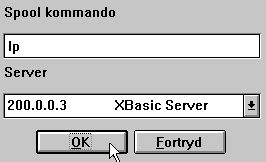 Spool kommando
lp
Server
200.0.0.3 XBasic Server
OK Fortryd